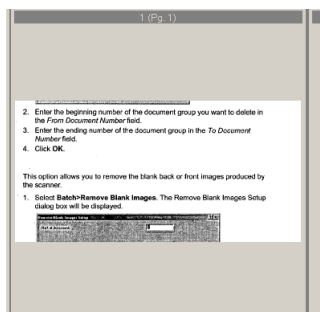 1 (Pg. 1)
2. Enter the beginning number of the document group you want to delete in
the From Document Number field.
3. Enter the ending number of the document group in the To Document
Number field.
4. Click OK.
This option allows you to remove the blank back or front images produced by
the scanner.
1. Select Batch>Remove Blank Images. The Remove Blank Images Setup
dialog box will be displayed.
Remove Blank Images Setup